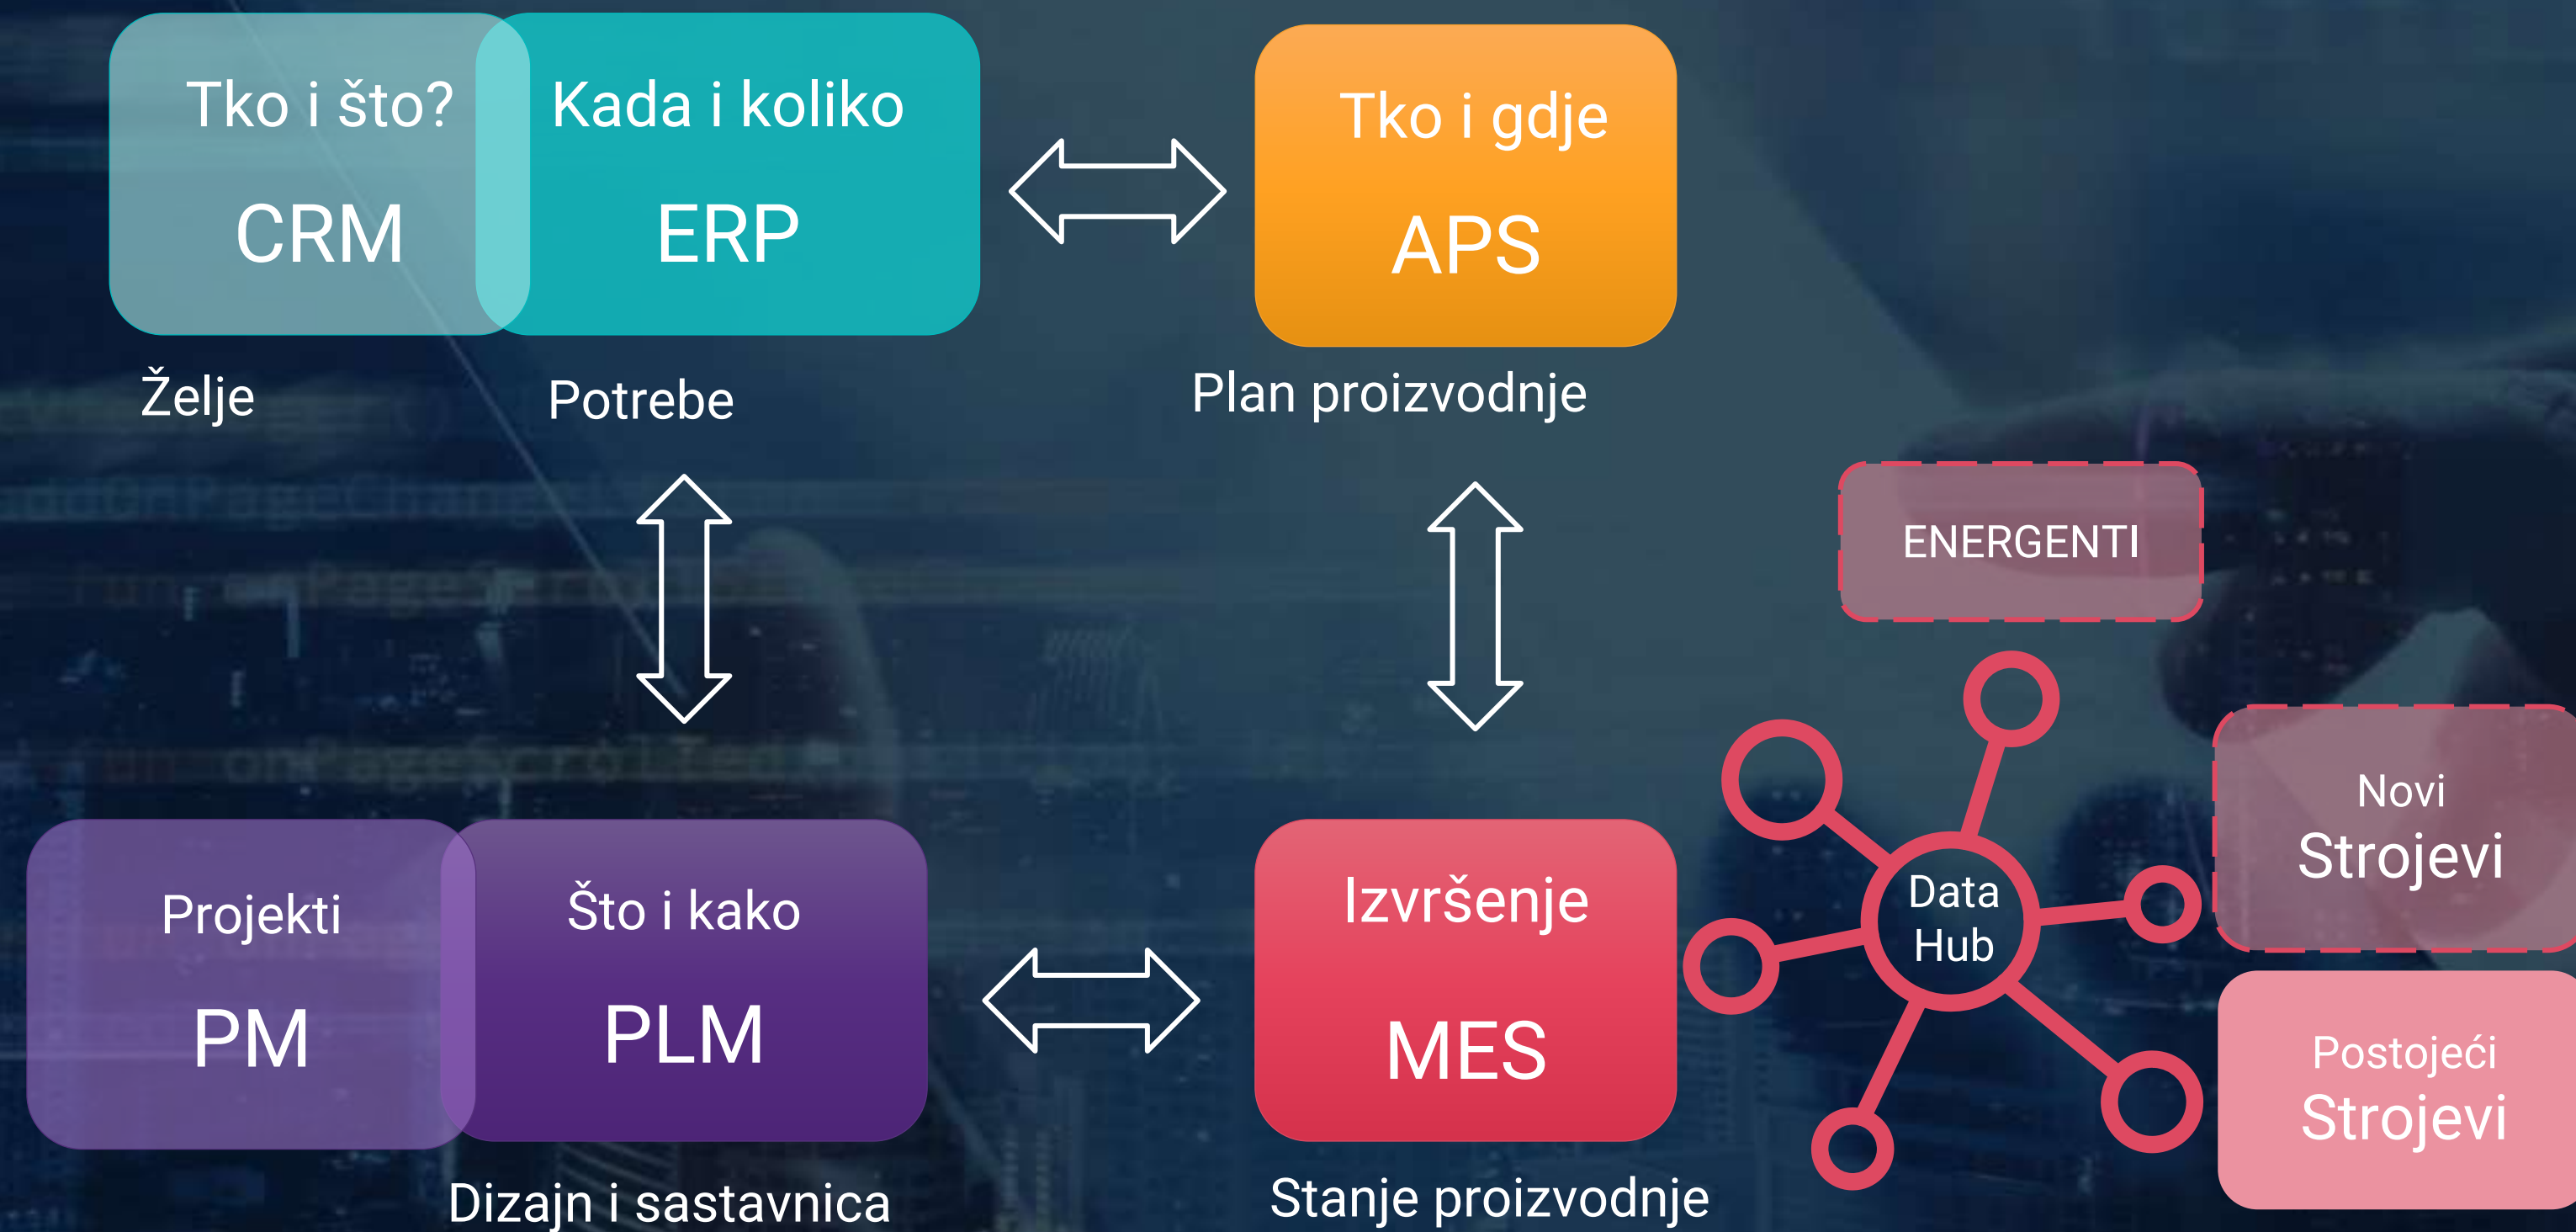 Tko i što?
CRM
Kada i koliko
ERP
Tko i gdje
APS
Želje
Potrebe
Plan proizvodnje
ENERGENTI
Novi
Strojevi
Data
Hub
Projekti
PM
Što i kako
PLM
Izvršenje
MES
Postojeći
Strojevi
Dizajn i sastavnica
Stanje proizvodnje